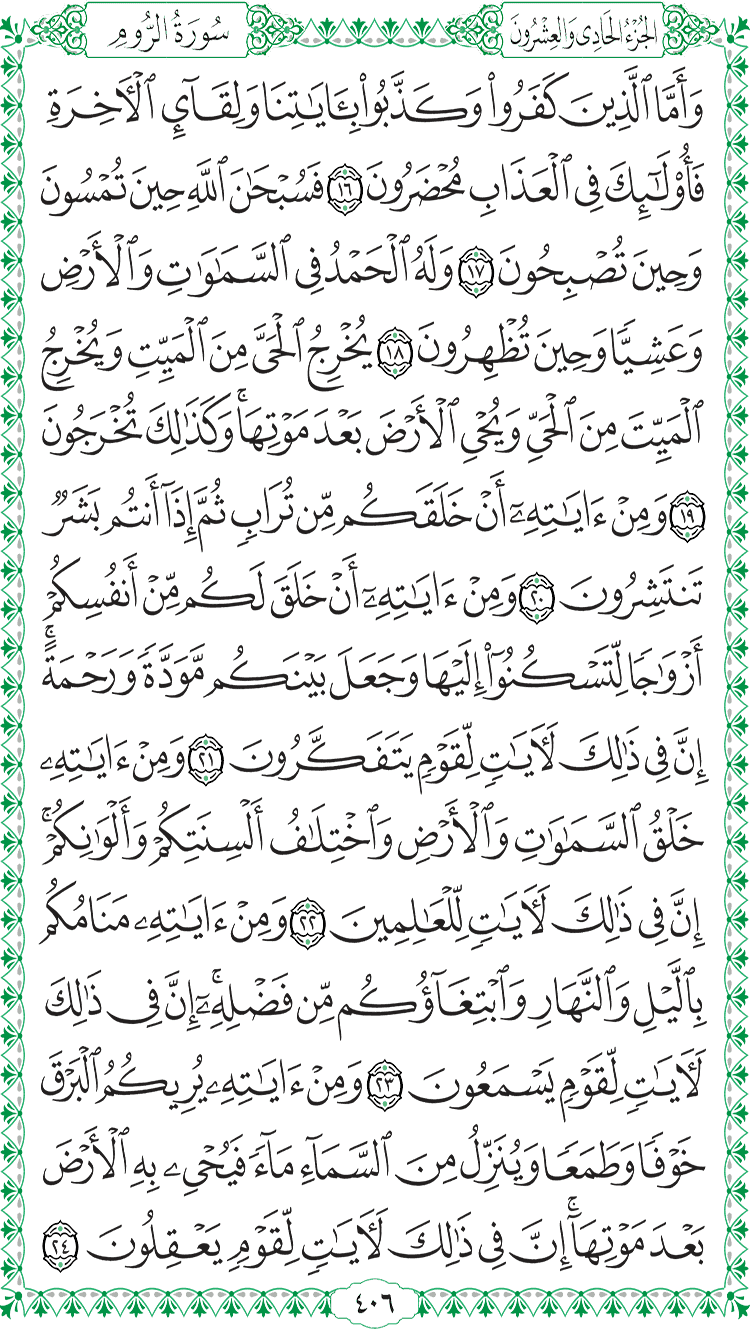 الجُزْءُ الحَادِى وَالعِشْرُونَ
سُورَةُ الرُّومِ
وَأَمَّا ٱلَّذِينَ كَفَرُوا۟ وَكَذَّبُوا۟ بِـَٔايَٰتِنَا وَلِقَآئِ ٱلْأَخِرَةِ
فَأُو۟لَٰٓئِكَ فِى ٱلْعَذَابِ مُحْضَرُونَ ١٦ فَسُبْحَٰنَ ٱللَّهِ حِينَ تُمْسُونَ
وَحِينَ تُصْبِحُونَ ١٧ وَلَهُ ٱلْحَمْدُ فِى ٱلسَّمَٰوَٰتِ وَٱلْأَرْضِ
وَعَشِيًّا وَحِينَ تُظْهِرُونَ ١٨ يُخْرِجُ ٱلْحَىَّ مِنَ ٱلْمَيِّتِ وَيُخْرِجُ
ٱلْمَيِّتَ مِنَ ٱلْحَىِّ وَيُحْىِ ٱلْأَرْضَ بَعْدَ مَوْتِهَا ۚ وَكَذَٰلِكَ تُخْرَجُونَ
١٩ وَمِنْ ءَايَٰتِهِۦٓ أَنْ خَلَقَكُم مِّن تُرَابٍ ثُمَّ إِذَآ أَنتُم بَشَرٌ
تَنتَشِرُونَ ٢٠ وَمِنْ ءَايَٰتِهِۦٓ أَنْ خَلَقَ لَكُم مِّنْ أَنفُسِكُمْ
أَزْوَٰجًا لِّتَسْكُنُوٓا۟ إِلَيْهَا وَجَعَلَ بَيْنَكُم مَّوَدَّةً وَرَحْمَةً ۚ
إِنَّ فِى ذَٰلِكَ لَأَيَٰتٍ لِّقَوْمٍ يَتَفَكَّرُونَ ٢١ وَمِنْ ءَايَٰتِهِۦ
خَلْقُ ٱلسَّمَٰوَٰتِ وَٱلْأَرْضِ وَٱخْتِلَٰفُ أَلْسِنَتِكُمْ وَأَلْوَٰنِكُمْ ۚ
إِنَّ فِى ذَٰلِكَ لَأَيَٰتٍ لِّلْعَٰلِمِينَ ٢٢ وَمِنْ ءَايَٰتِهِۦ مَنَامُكُم
بِٱلَّيْلِ وَٱلنَّهَارِ وَٱبْتِغَآؤُكُم مِّن فَضْلِهِۦٓ ۚ إِنَّ فِى ذَٰلِكَ
لَأَيَٰتٍ لِّقَوْمٍ يَسْمَعُونَ ٢٣ وَمِنْ ءَايَٰتِهِۦ يُرِيكُمُ ٱلْبَرْقَ
خَوْفًا وَطَمَعًا وَيُنَزِّلُ مِنَ ٱلسَّمَآءِ مَآءً فَيُحْىِۦ بِهِ ٱلْأَرْضَ
بَعْدَ مَوْتِهَآ ۚ إِنَّ فِى ذَٰلِكَ لَأَيَٰتٍ لِّقَوْمٍ يَعْقِلُونَ ٢٤
٤٠٦